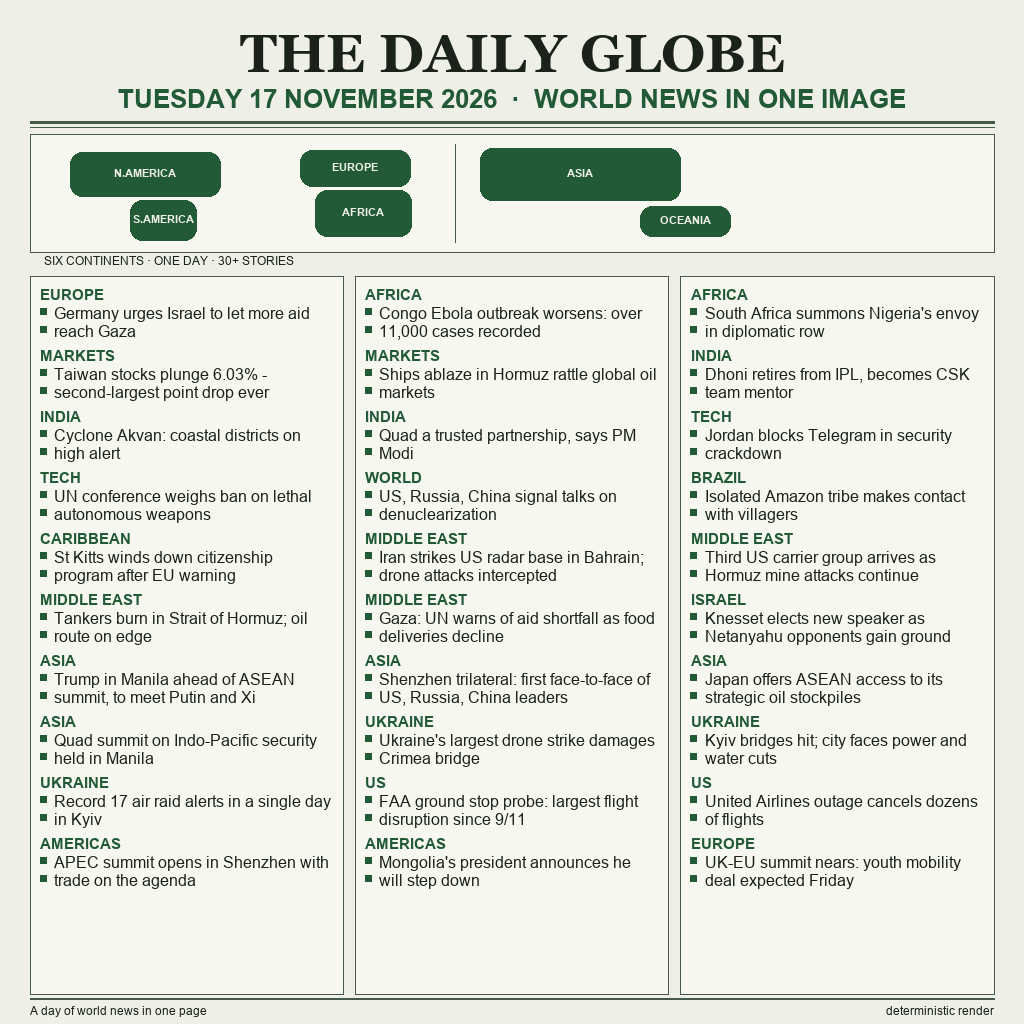 THE DAILY GLOBE
TUESDAY 17 NOVEMBER 2026 · WORLD NEWS IN ONE IMAGE
N.AMERICA
S.AMERICA
EUROPE
AFRICA
ASIA
OCEANIA
SIX CONTINENTS · ONE DAY · 30+ STORIES
EUROPE
Germany urges Israel to let more aid
reach Gaza
MARKETS
Taiwan stocks plunge 6.03% -
second-largest point drop ever
INDIA
Cyclone Akvan: coastal districts on
high alert
TECH
UN conference weighs ban on lethal
autonomous weapons
CARIBBEAN
St Kitts winds down citizenship
program after EU warning
MIDDLE EAST
Tankers burn in Strait of Hormuz; oil
route on edge
ASIA
Trump in Manila ahead of ASEAN
summit, to meet Putin and Xi
ASIA
Quad summit on Indo-Pacific security
held in Manila
UKRAINE
Record 17 air raid alerts in a single day
in Kyiv
AMERICAS
APEC summit opens in Shenzhen with
trade on the agenda
AFRICA
Congo Ebola outbreak worsens: over
11,000 cases recorded
MARKETS
Ships ablaze in Hormuz rattle global oil
markets
INDIA
Quad a trusted partnership, says PM
Modi
WORLD
US, Russia, China signal talks on
denuclearization
MIDDLE EAST
Iran strikes US radar base in Bahrain;
drone attacks intercepted
MIDDLE EAST
Gaza: UN warns of aid shortfall as food
deliveries decline
ASIA
Shenzhen trilateral: first face-to-face of
US, Russia, China leaders
UKRAINE
Ukraine's largest drone strike damages
Crimea bridge
US
FAA ground stop probe: largest flight
disruption since 9/11
AMERICAS
Mongolia's president announces he
will step down
AFRICA
South Africa summons Nigeria's envoy
in diplomatic row
INDIA
Dhoni retires from IPL, becomes CSK
team mentor
TECH
Jordan blocks Telegram in security
crackdown
BRAZIL
Isolated Amazon tribe makes contact
with villagers
MIDDLE EAST
Third US carrier group arrives as
Hormuz mine attacks continue
ISRAEL
Knesset elects new speaker as
Netanyahu opponents gain ground
ASIA
Japan offers ASEAN access to its
strategic oil stockpiles
UKRAINE
Kyiv bridges hit; city faces power and
water cuts
US
United Airlines outage cancels dozens
of flights
EUROPE
UK-EU summit nears: youth mobility
deal expected Friday
A day of world news in one page
deterministic render